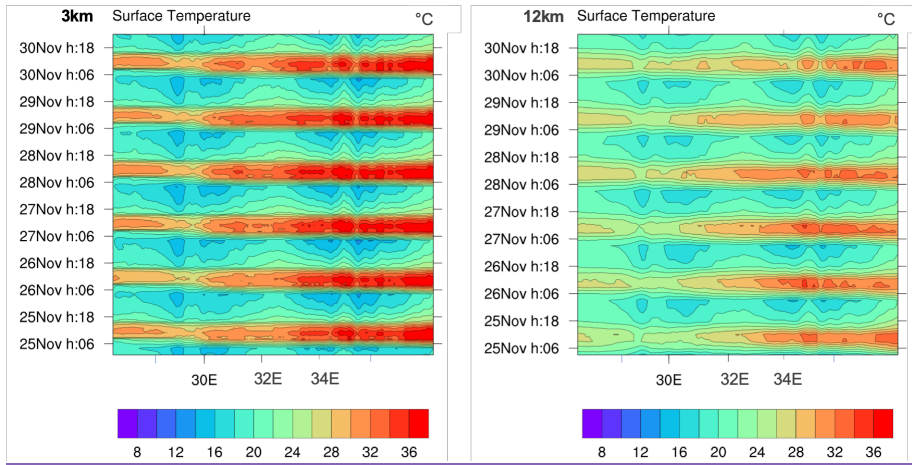 3km Surface Temperature °C
30Nov h:18
30Nov h:06
29Nov h:18
29Nov h:06
28Nov h:18
28Nov h:06
27Nov h:18
27Nov h:06
26Nov h:18
26Nov h:06
25Nov h:18
25Nov h:06
30E 32E 34E
8 12 16 20 24 28 32 36
12km Surface Temperature °C
30Nov h:18
30Nov h:06
29Nov h:18
29Nov h:06
28Nov h:18
28Nov h:06
27Nov h:18
27Nov h:06
26Nov h:18
26Nov h:06
25Nov h:18
25Nov h:06
30E 32E 34E
8 12 16 20 24 28 32 36